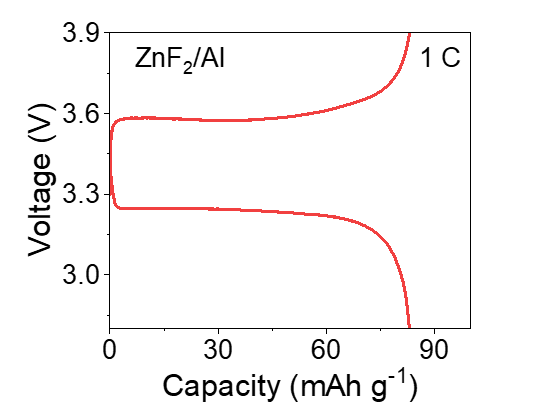 3.9
ZnF₂/Al
1 C
3.6
3.3
3.0
Voltage (V)
0 30 60 90
Capacity (mAh g⁻¹)